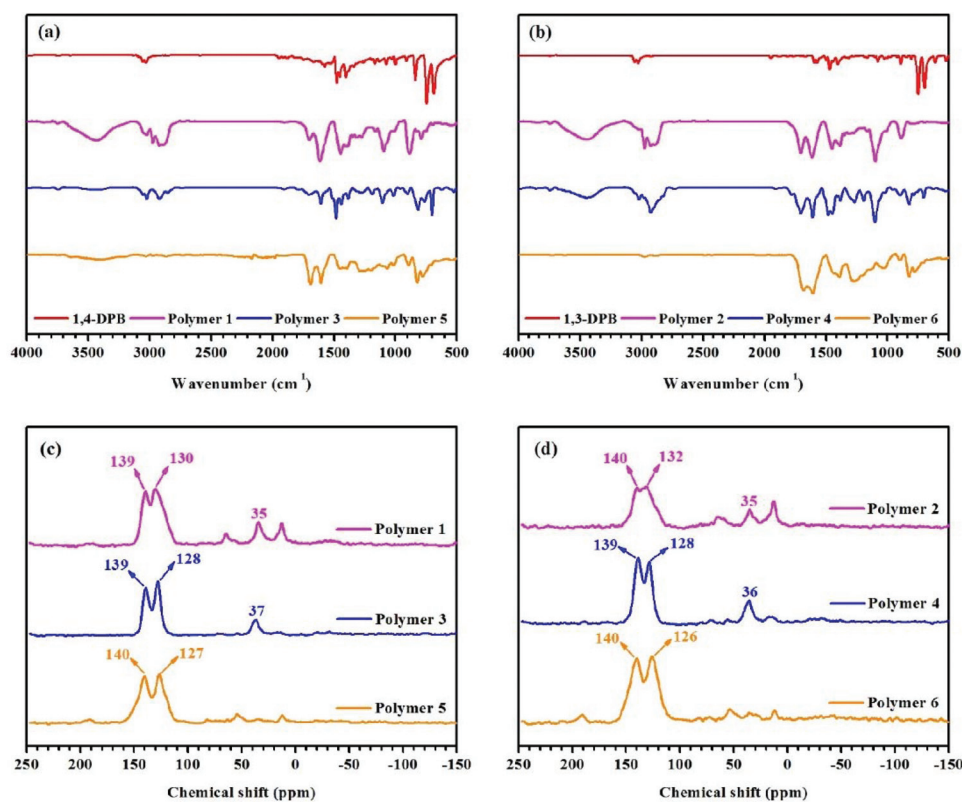 (a)
1,4-DPB Polymer 1 Polymer 3 Polymer 5
4000 3500 3000 2500 2000 1500 1000 500
Wavenumber (cm¹)
(b)
1,3-DPB Polymer 2 Polymer 4 Polymer 6
4000 3500 3000 2500 2000 1500 1000 500
Wavenumber (cm¹)
(c)
139 130
35
Polymer 1
139 128
37
Polymer 3
140 127
Polymer 5
250 200 150 100 50 0 -50 -100 -150
Chemical shift (ppm)
(d)
140 132
35
Polymer 2
139 128
36
Polymer 4
140 126
Polymer 6
250 200 150 100 50 0 -50 -100 -150
Chemical shift (ppm)